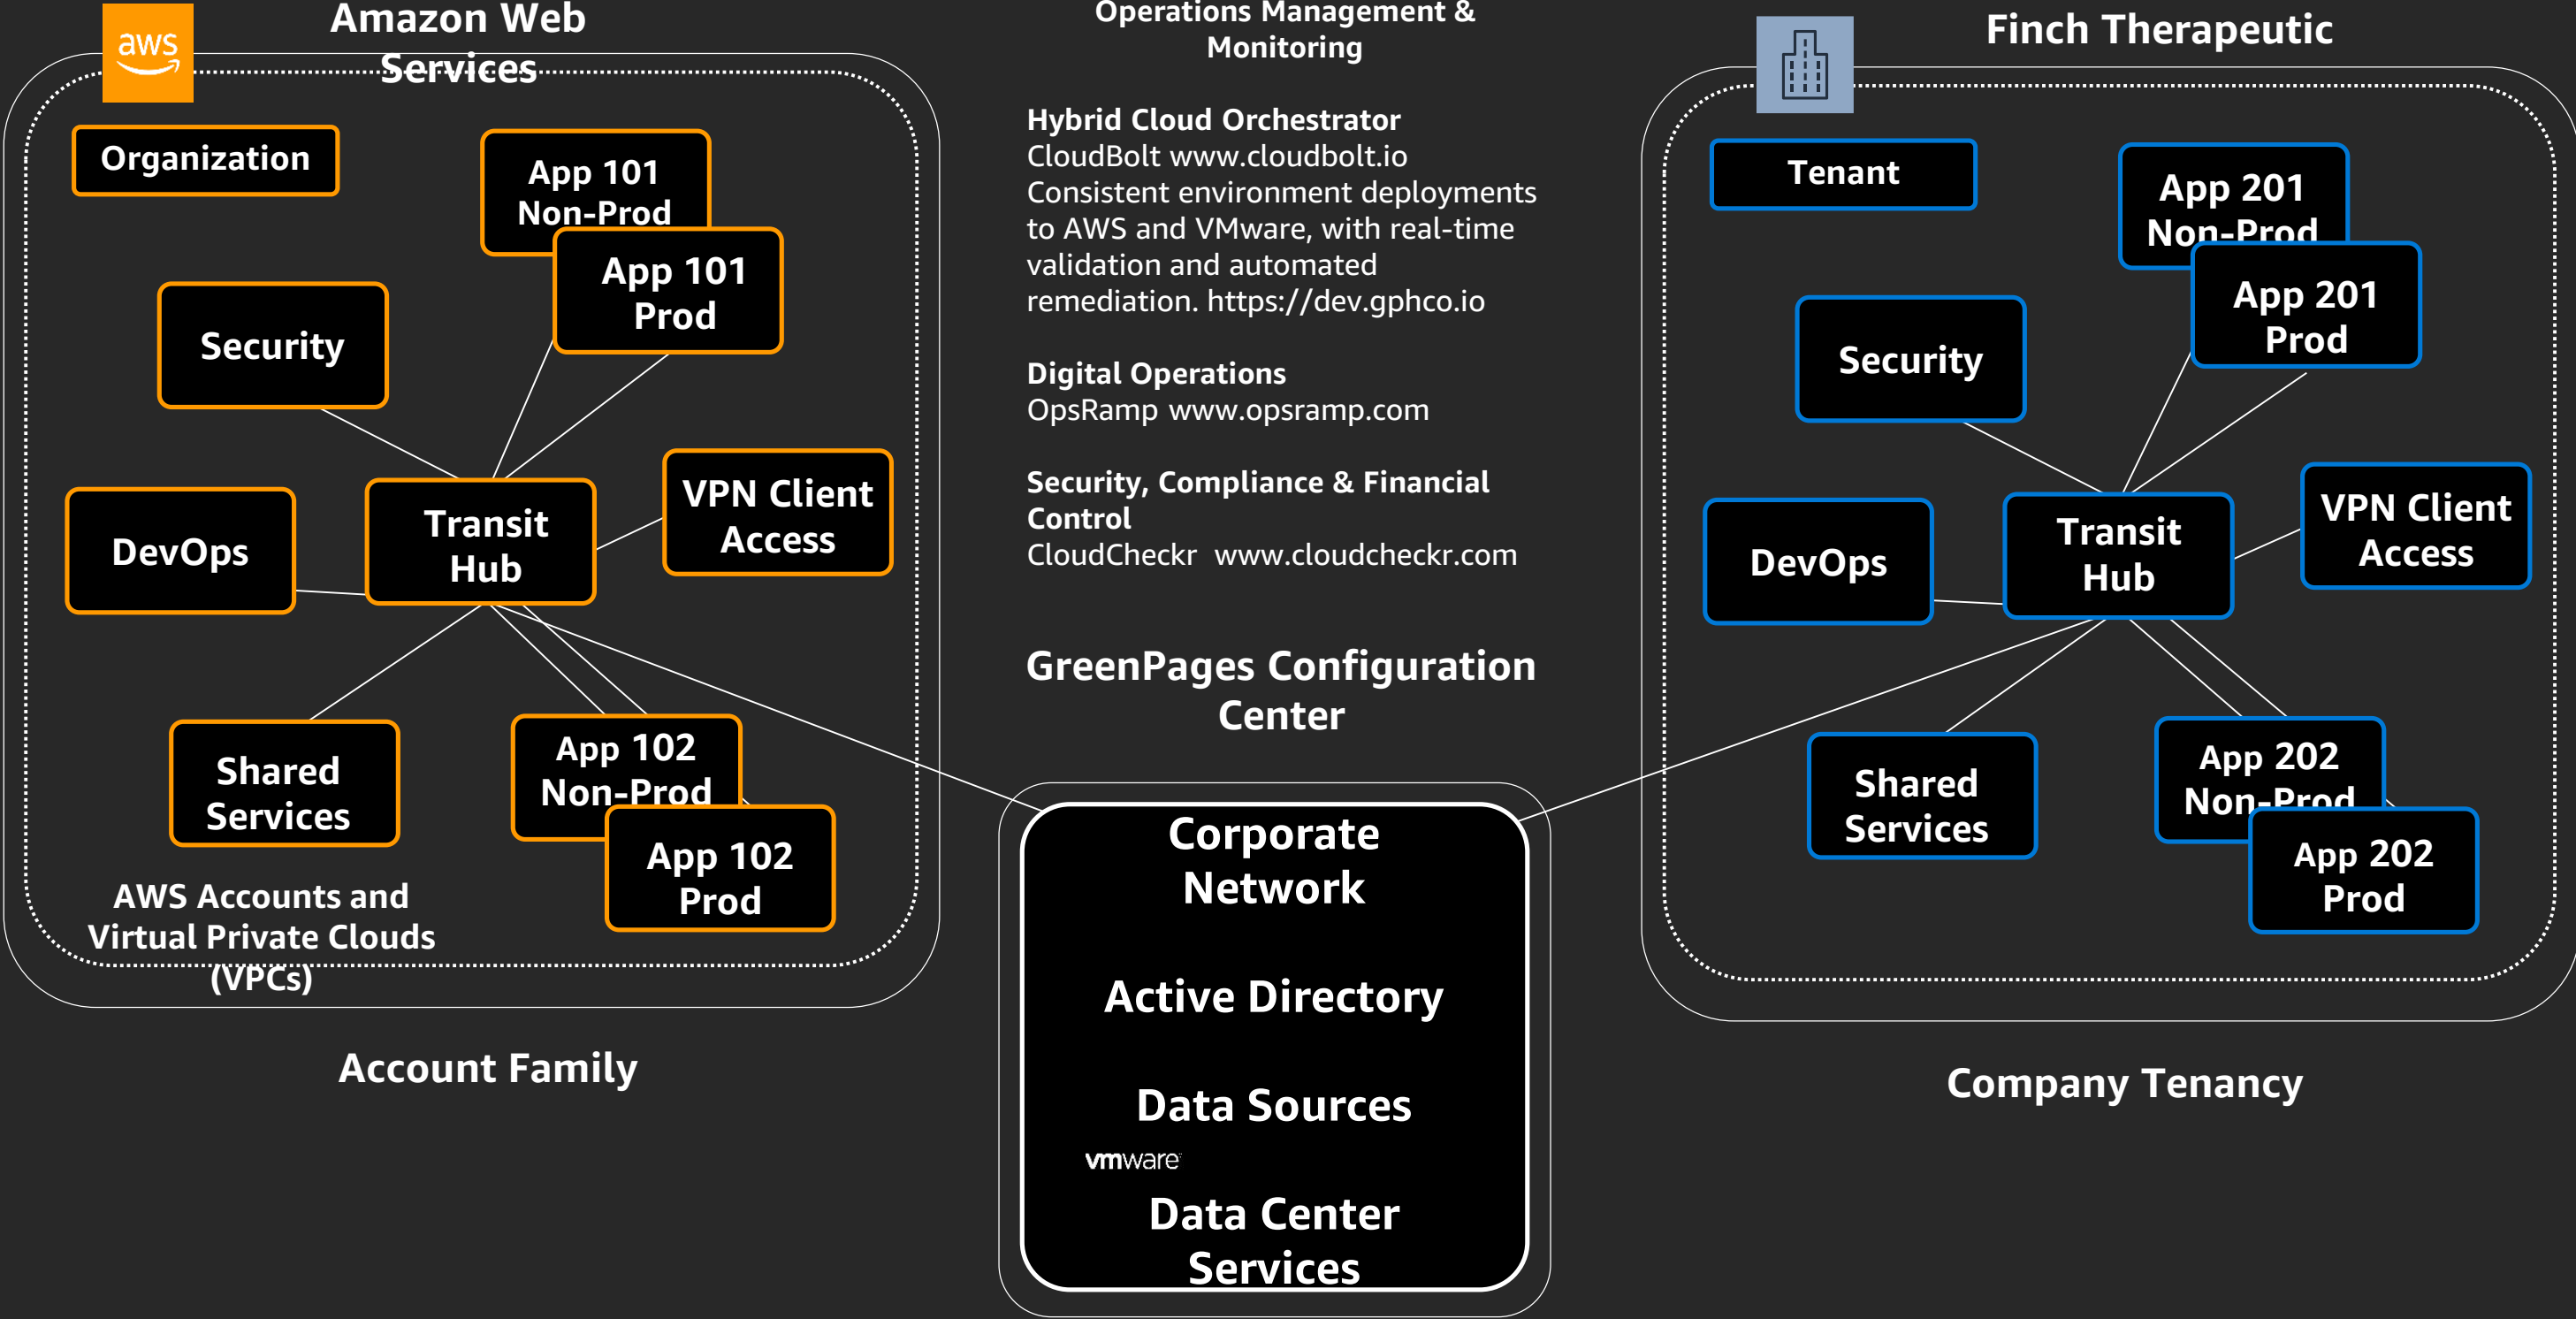 aws
Amazon Web
Services
Organization
App 101
Non-Prod
App 101
Prod
Security
VPN Client
Access
DevOps
Transit
Hub
Shared
Services
App 102
Non-Prod
App 102
Prod
AWS Accounts and
Virtual Private Clouds
(VPCs)
Account Family
Operations Management &
Monitoring
Hybrid Cloud Orchestrator
CloudBolt www.cloudbolt.io
Consistent environment deployments
to AWS and VMware, with real-time
validation and automated
remediation. https://dev.gphco.io
Digital Operations
OpsRamp www.opsramp.com
Security, Compliance & Financial
Control
CloudCheckr www.cloudcheckr.com
GreenPages Configuration
Center
Corporate
Network
Active Directory
Data Sources
vmware
Data Center
Services
Finch Therapeutic
Tenant
App 201
Non-Prod
App 201
Prod
Security
VPN Client
Access
DevOps
Transit
Hub
Shared
Services
App 202
Non-Prod
App 202
Prod
Company Tenancy